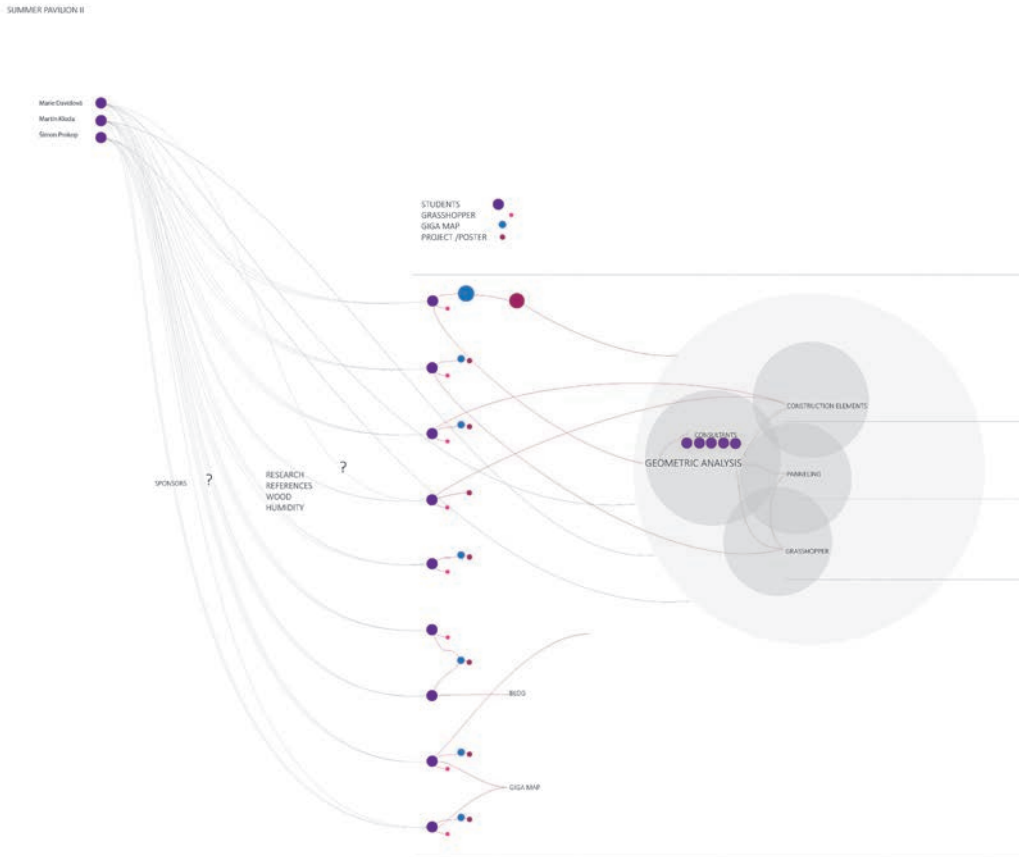 SUMMER PAVILION II
Marie Davidová
Martin Kloda
Šimon Prokop
STUDENTS
GRASSHOPPER
GIGA MAP
PROJECT /POSTER
CONSTRUCTION ELEMENTS
CONSULTENTS
GEOMETRIC ANALYSIS
?
?
SPONSORS
RESEARCH
REFERENCES
WOOD
HUMIDITY
PANNELING
GRASSHOPPER
BLOG
GIGA MAP